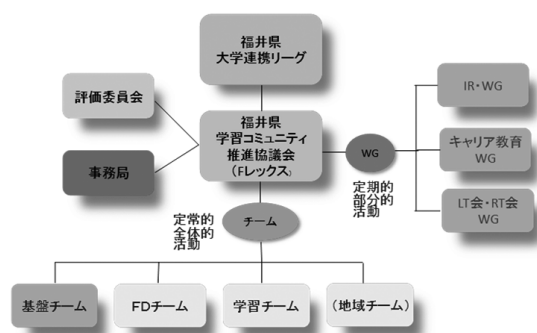 福井県
大学連携リーグ
評価委員会
事務局
福井県
学習コミュニティ
推進協議会
(Fレックス)
WG
定期的
部分的
活動
IR・WG
キャリア教育
WG
LT会・RT会
WG
定常的
全体的
活動
チーム
基盤チーム
FDチーム
学習チーム
(地域チーム)